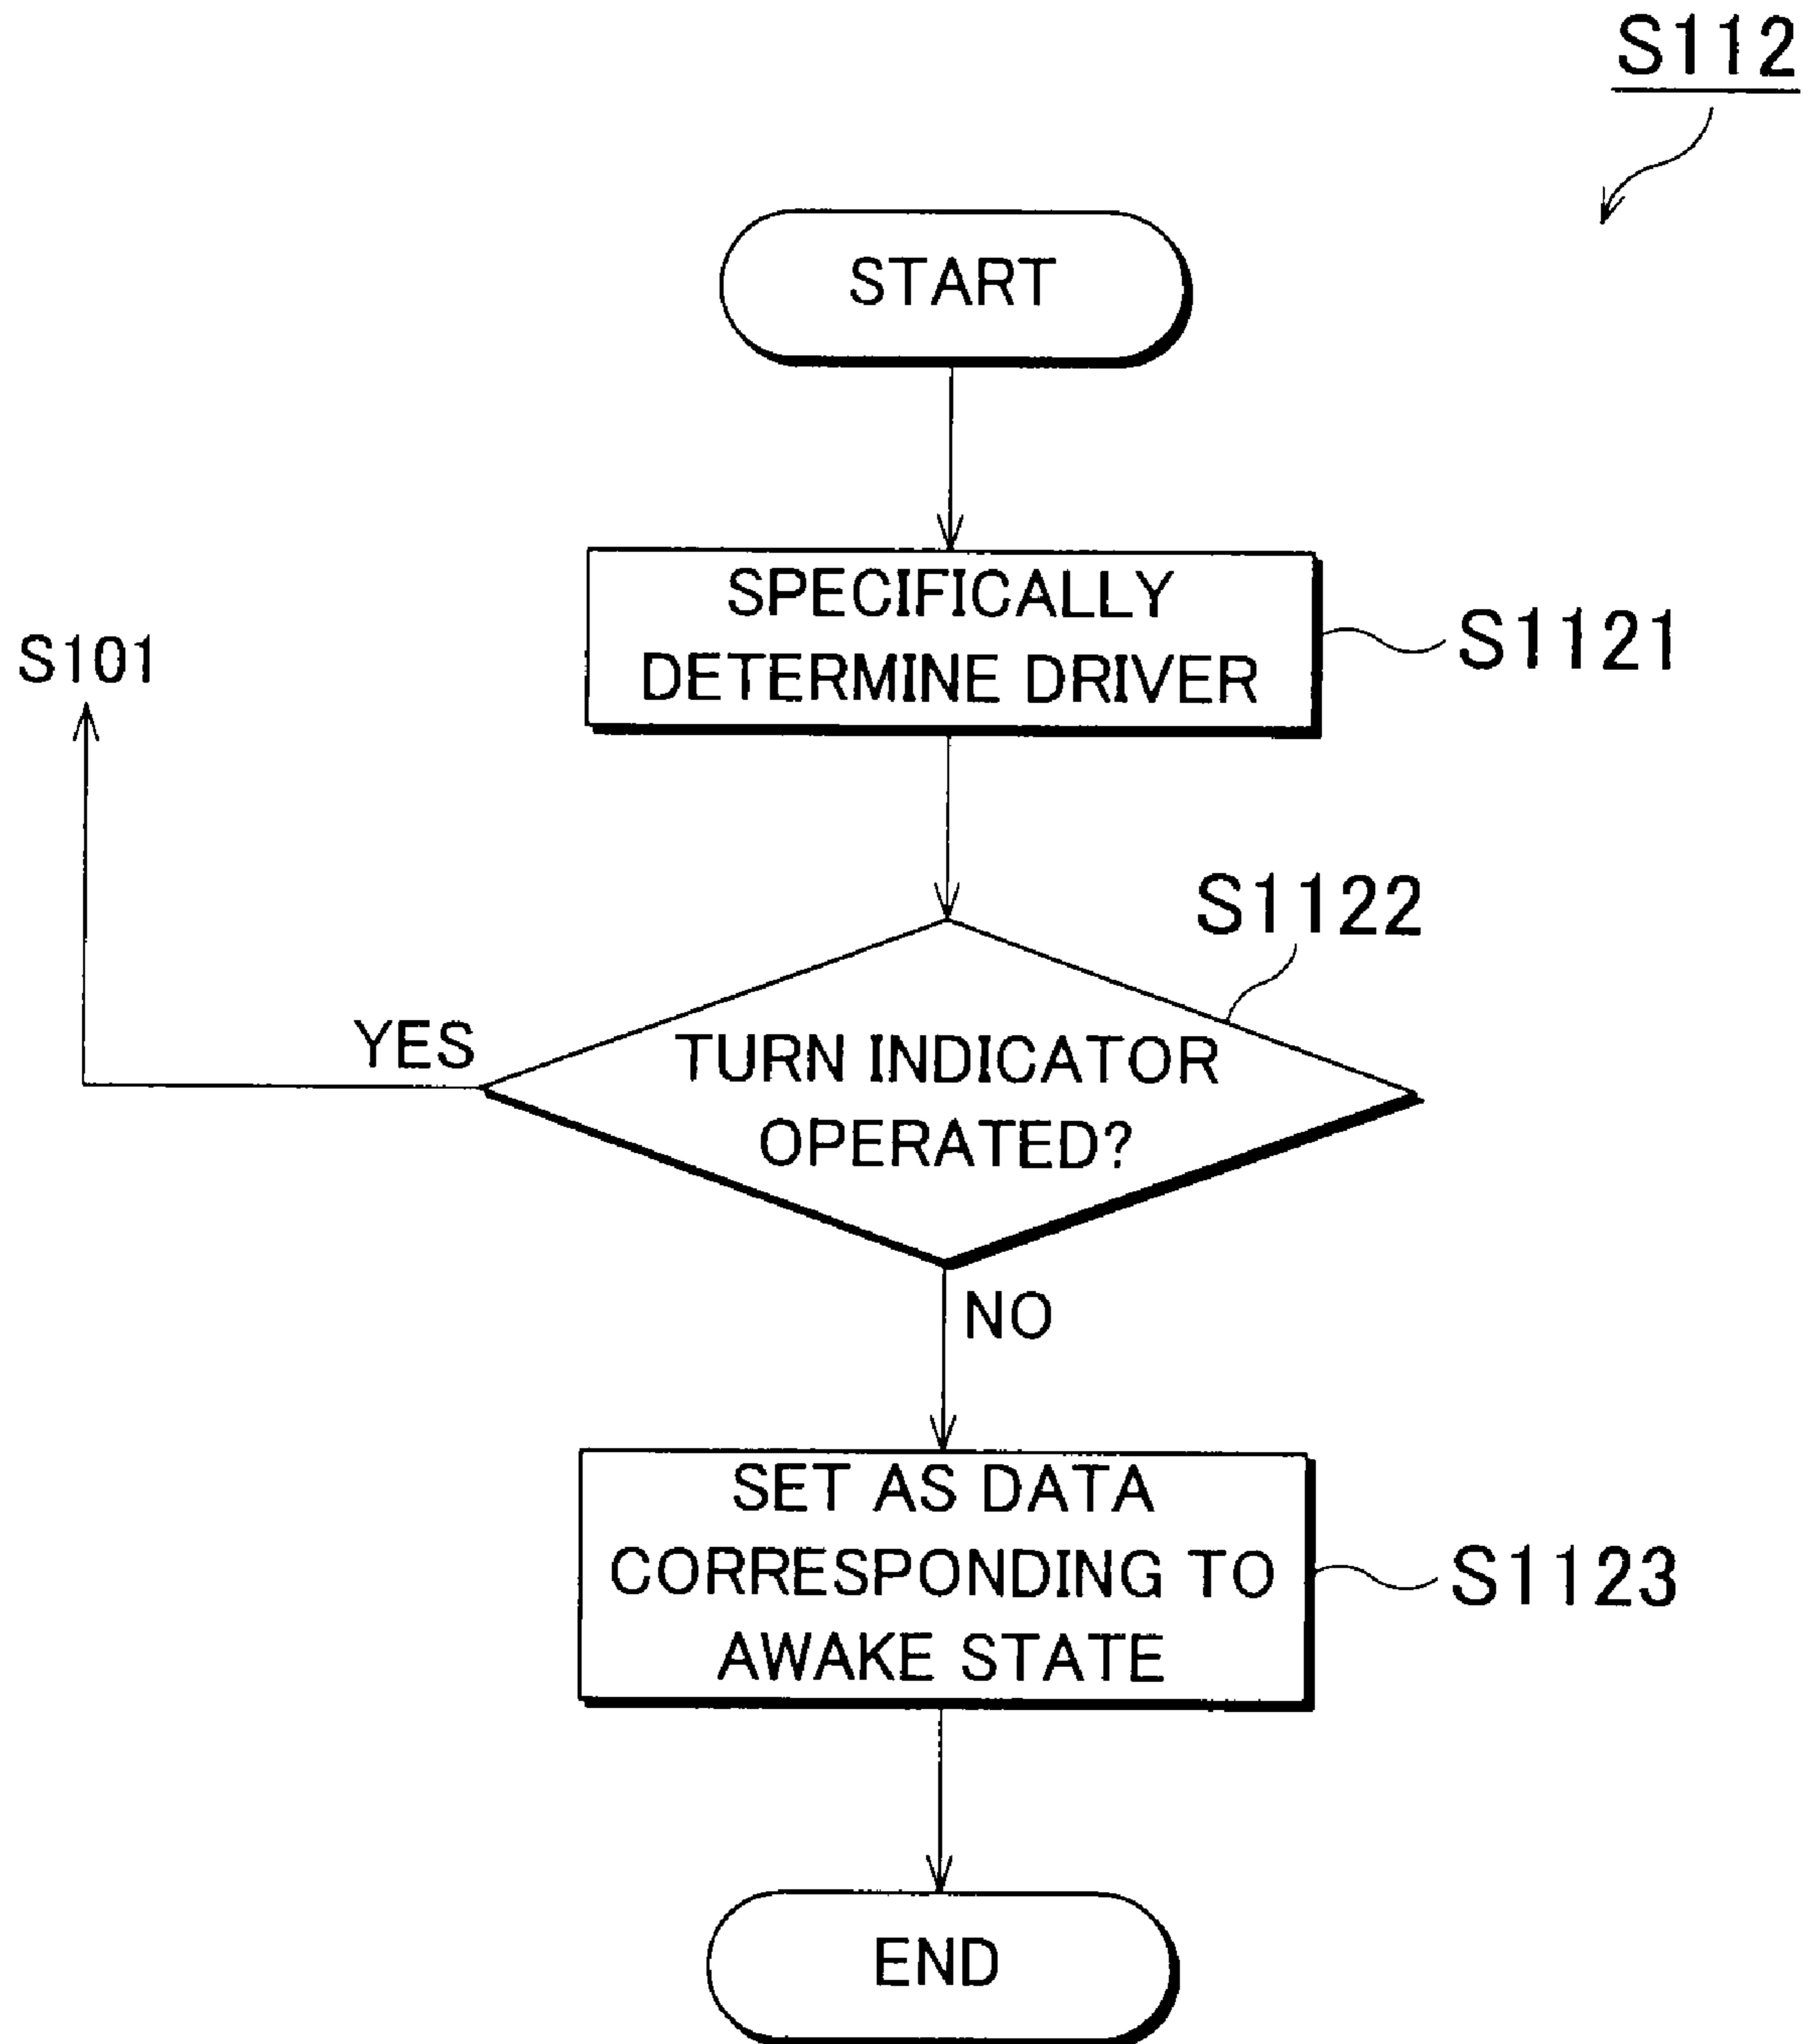 S112
START
SPECIFICALLY
DETERMINE DRIVER
S1121
S101
S1122
YES
TURN INDICATOR
OPERATED?
NO
SET AS DATA
CORRESPONDING TO
AWAKE STATE
S1123
END